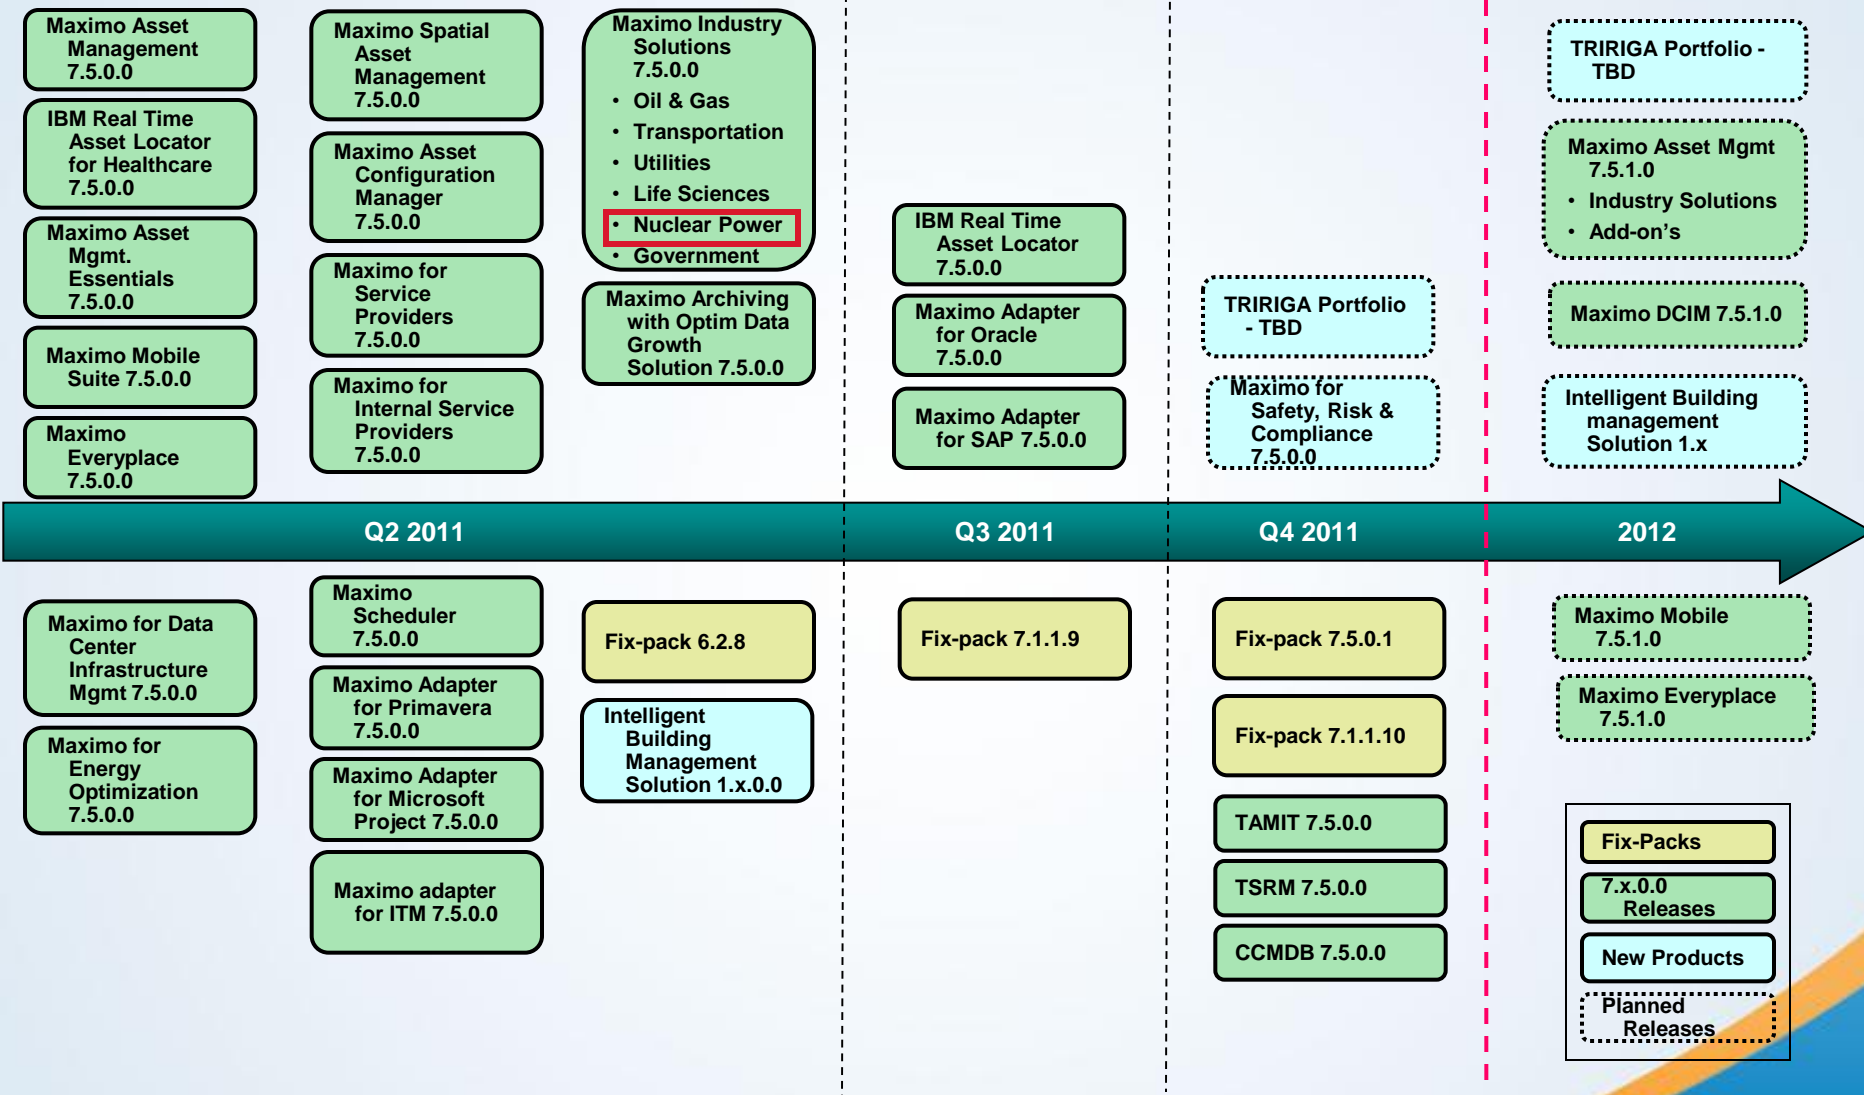 Maximo Asset
Management
7.5.0.0
IBM Real Time
Asset Locator
for Healthcare
7.5.0.0
Maximo Asset
Mgmt.
Essentials
7.5.0.0
Maximo Mobile
Suite 7.5.0.0
Maximo
Everyplace
7.5.0.0
Maximo Spatial
Asset
Management
7.5.0.0
Maximo Asset
Configuration
Manager
7.5.0.0
Maximo for
Service
Providers
7.5.0.0
Maximo for
Internal Service
Providers
7.5.0.0
Maximo Industry
Solutions
7.5.0.0
• Oil & Gas
• Transportation
• Utilities
• Life Sciences
• Nuclear Power
• Government
Maximo Archiving
with Optim Data
Growth
Solution 7.5.0.0
IBM Real Time
Asset Locator
7.5.0.0
Maximo Adapter
for Oracle
7.5.0.0
Maximo Adapter
for SAP 7.5.0.0
TRIRIGA Portfolio
- TBD
Maximo for
Safety, Risk &
Compliance
7.5.0.0
TRIRIGA Portfolio -
TBD
Maximo Asset Mgmt
7.5.1.0
• Industry Solutions
• Add-on's
Maximo DCIM 7.5.1.0
Intelligent Building
management
Solution 1.x
Q2 2011
Q3 2011
Q4 2011
2012
Maximo for Data
Center
Infrastructure
Mgmt 7.5.0.0
Maximo for
Energy
Optimization
7.5.0.0
Maximo
Scheduler
7.5.0.0
Maximo Adapter
for Primavera
7.5.0.0
Maximo Adapter
for Microsoft
Project 7.5.0.0
Maximo adapter
for ITM 7.5.0.0
Fix-pack 6.2.8
Intelligent
Building
Management
Solution 1.x.0.0
Fix-pack 7.1.1.9
Fix-pack 7.5.0.1
Fix-pack 7.1.1.10
TAMIT 7.5.0.0
TSRM 7.5.0.0
CCMDB 7.5.0.0
Maximo Mobile
7.5.1.0
Maximo Everyplace
7.5.1.0
Fix-Packs
7.x.0.0
Releases
New Products
Planned
Releases